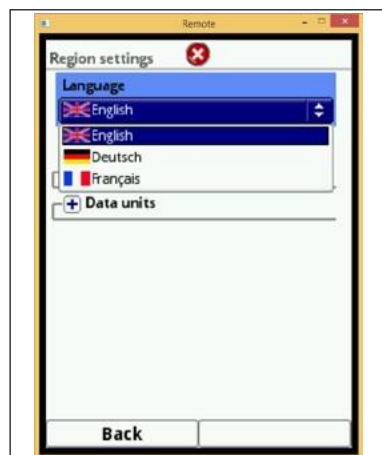 Remote
Region settings
Language
English
English
Deutsch
Français
Data units
Back